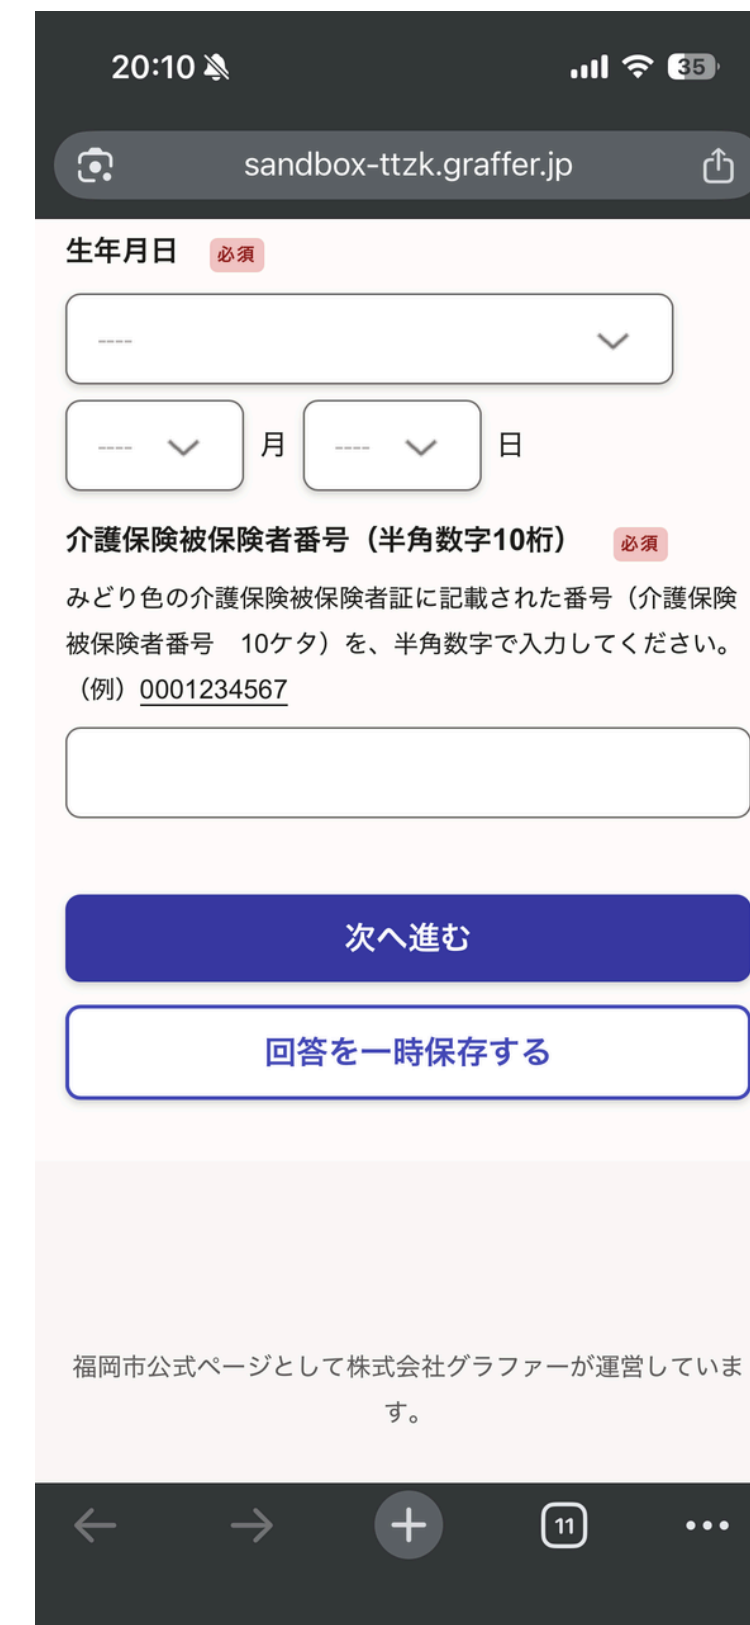 20:10
35
sandbox-ttzk.graffer.jp
生年月日 必須
----
---- 月 ---- 日
介護保険被保険者番号（半角数字10桁） 必須
みどり色の介護保険被保険者証に記載された番号（介護保険
被保険者番号　10ケタ）を、半角数字で入力してください。
（例）0001234567
次へ進む
回答を一時保存する
福岡市公式ページとして株式会社グラファーが運営していま
す。
11